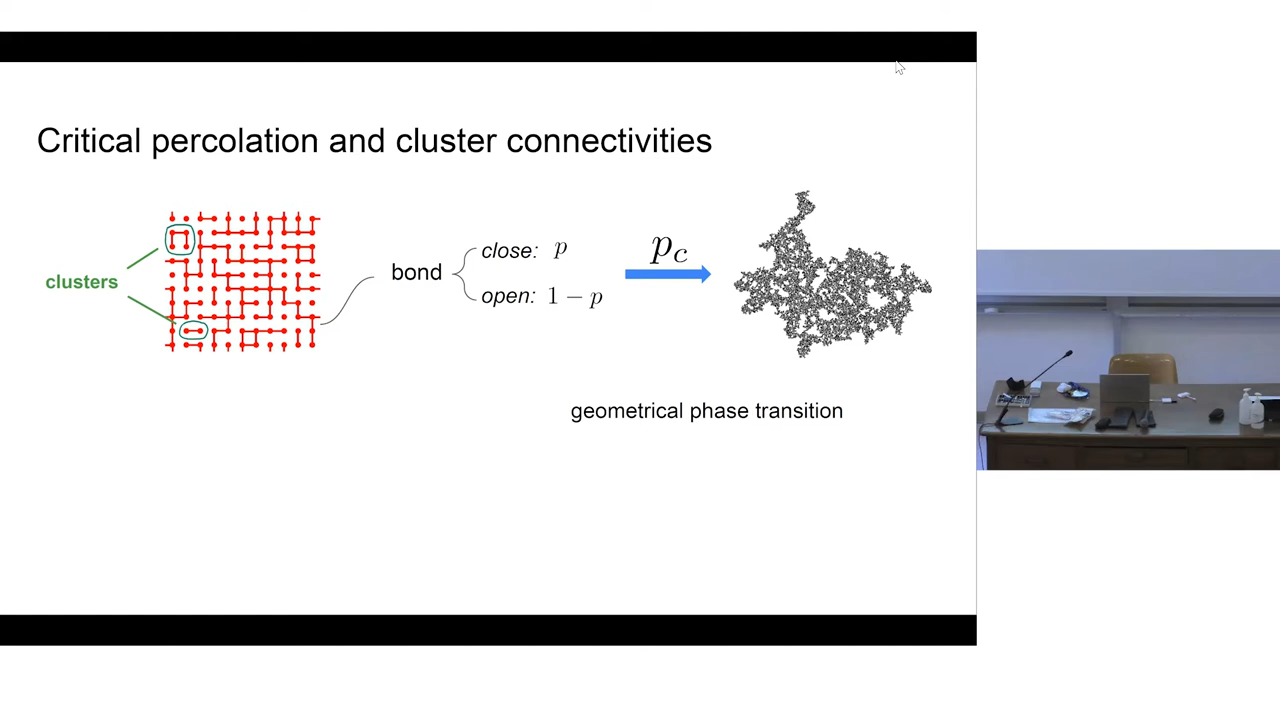 Critical percolation and cluster connectivities
clusters
bond
close: p
open: 1 − p
p_c
geometrical phase transition